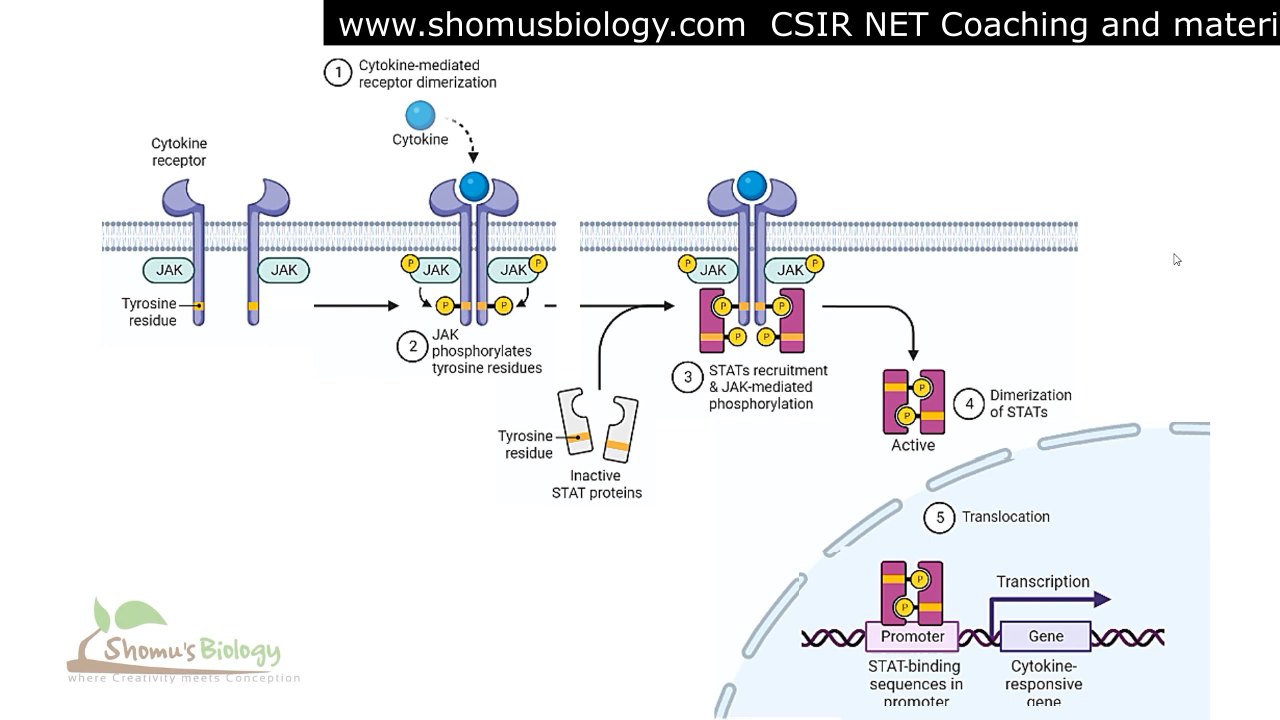 www.shomusbiology.com CSIR NET Coaching and materi
1
Cytokine-mediated
receptor dimerization
Cytokine
Cytokine
receptor
JAK
JAK
Tyrosine
residue
P
JAK
JAK
P
P
P
2
JAK
phosphorylates
tyrosine residues
Tyrosine
residue
Inactive
STAT proteins
P
JAK
JAK
P
P
P
P
P
3
STATs recruitment
& JAK-mediated
phosphorylation
P
P
Active
4
Dimerization
of STATs
5
Translocation
P
P
Transcription
Promoter
Gene
STAT-binding
sequences in
promoter
Cytokine-
responsive
gene
Shomu's Biology
where Creativity meets Conception